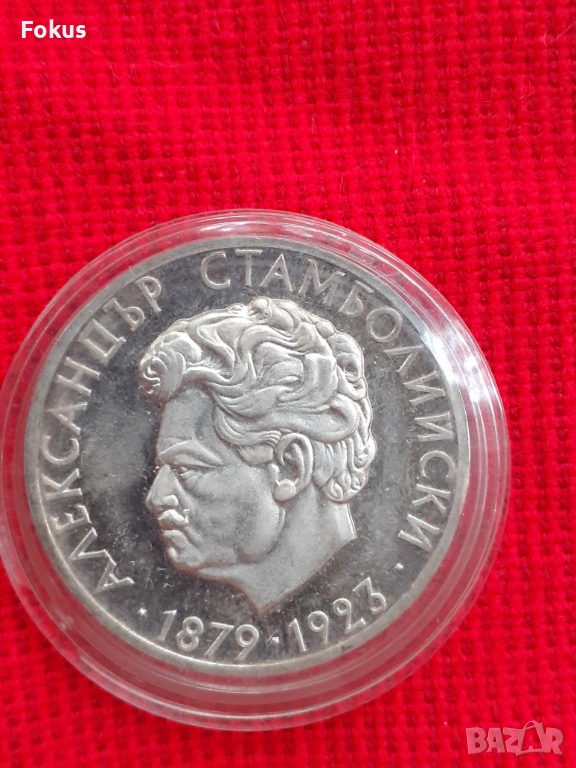 Fokus
АЛЕКСАНДЪР СТАМБОЛИЙСКИ
· 1879 · 1923 ·
BAZAR